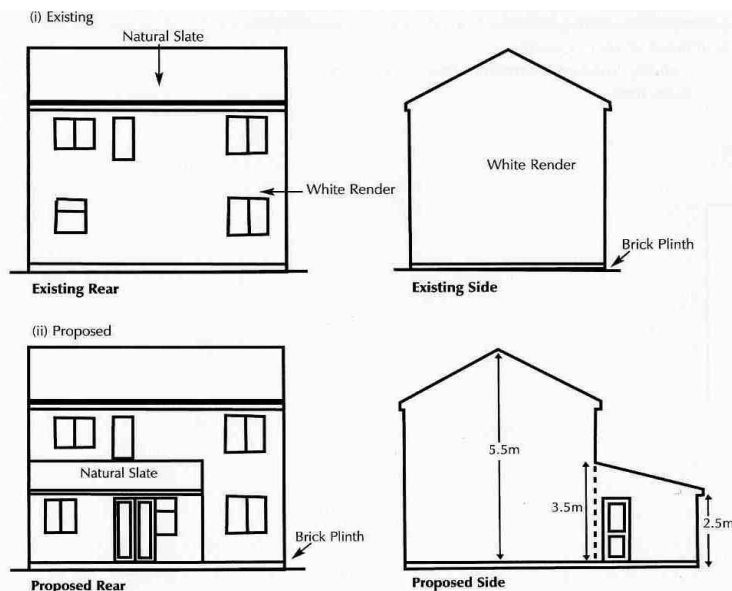 (i) Existing
Natural Slate
White Render
White Render
Brick Plinth
Existing Rear
Existing Side
(ii) Proposed
Natural Slate
5.5m
3.5m
2.5m
Brick Plinth
Proposed Rear
Proposed Side